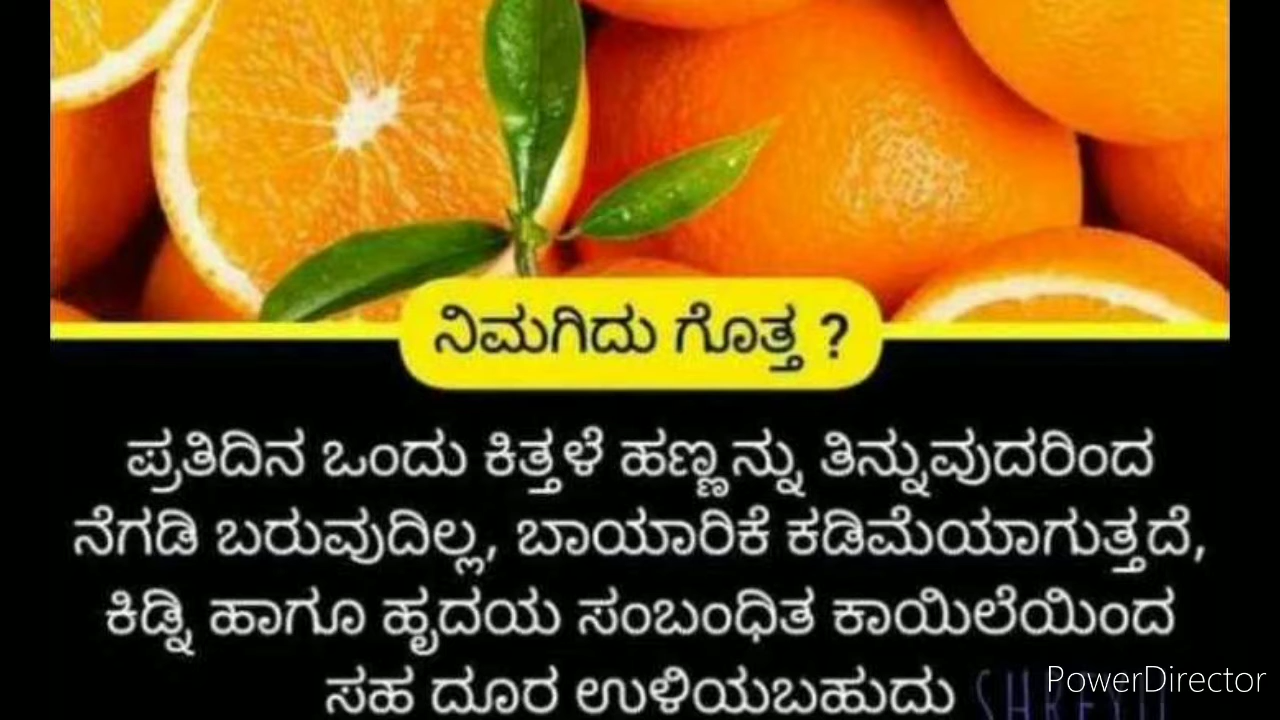 ನಿಮಗಿದು ಗೊತ್ತ ?
ಪ್ರತಿದಿನ ಒಂದು ಕಿತ್ತಳೆ ಹಣ್ಣನ್ನು ತಿನ್ನುವುದರಿಂದ
ನೆಗಡಿ ಬರುವುದಿಲ್ಲ, ಬಾಯಾರಿಕೆ ಕಡಿಮೆಯಾಗುತ್ತದೆ,
ಕಿಡ್ನಿ ಹಾಗೂ ಹೃದಯ ಸಂಬಂಧಿತ ಕಾಯಿಲೆಯಿಂದ
ಸಹ ದೂರ ಉಳಿಯಬಹುದು
PowerDirector